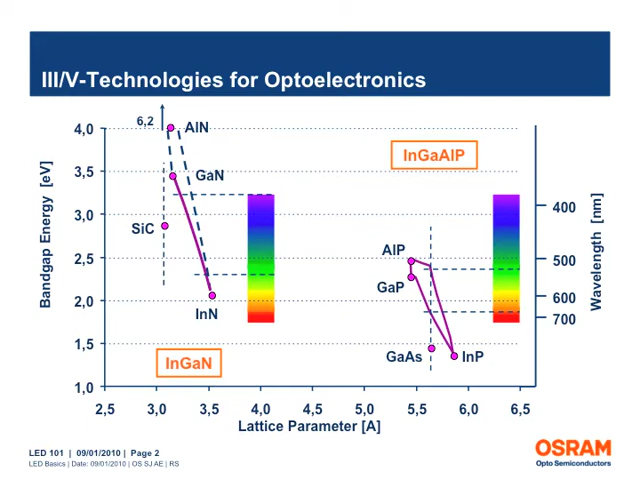 III/V-Technologies for Optoelectronics
6,2
4,0
AlN
InGaAlP
3,5
GaN
400
3,0
SiC
AlP
500
2,5
GaP
600
2,0
InN
700
1,5
GaAs
InP
InGaN
1,0
2,5 3,0 3,5 4,0 4,5 5,0 5,5 6,0 6,5
Bandgap Energy [eV]
Wavelength [nm]
Lattice Parameter [A]
LED 101 | 09/01/2010 | Page 2
LED Basics | Date: 09/01/2010 | OS SJ AE | RS
OSRAM
Opto Semiconductors